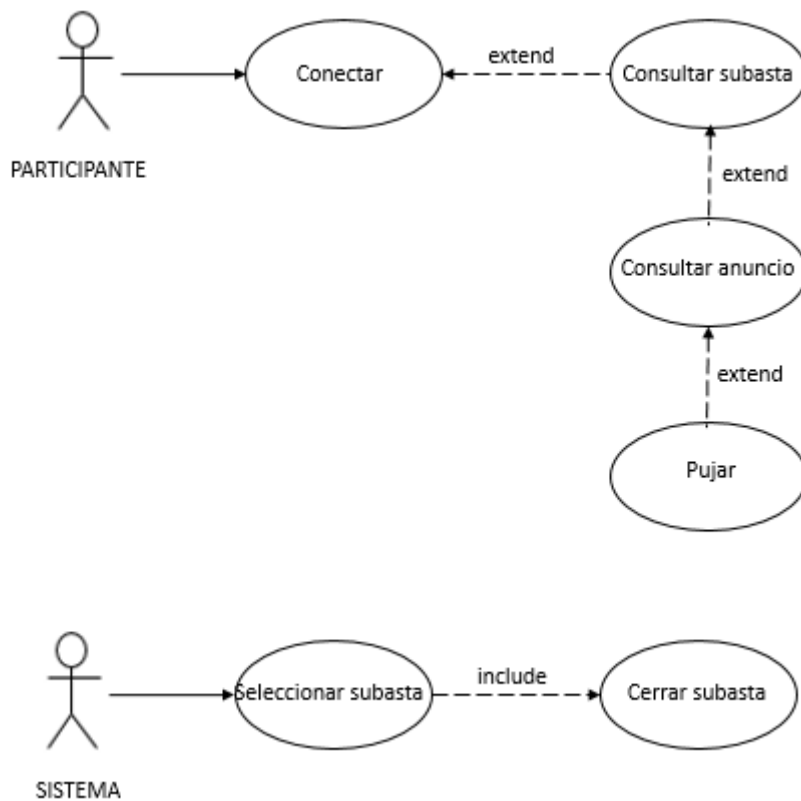 Conectar
extend
Consultar subasta
PARTICIPANTE
extend
Consultar anuncio
extend
Pujar
Seleccionar subasta
include
Cerrar subasta
SISTEMA